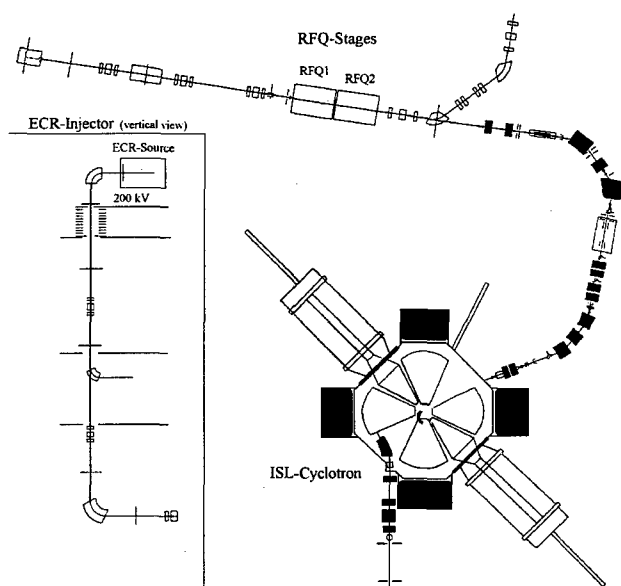 RFQ-Stages
RFQ1
RFQ2
ECR-Injector (vertical view)
ECR-Source
200 kV
ISL-Cyclotron